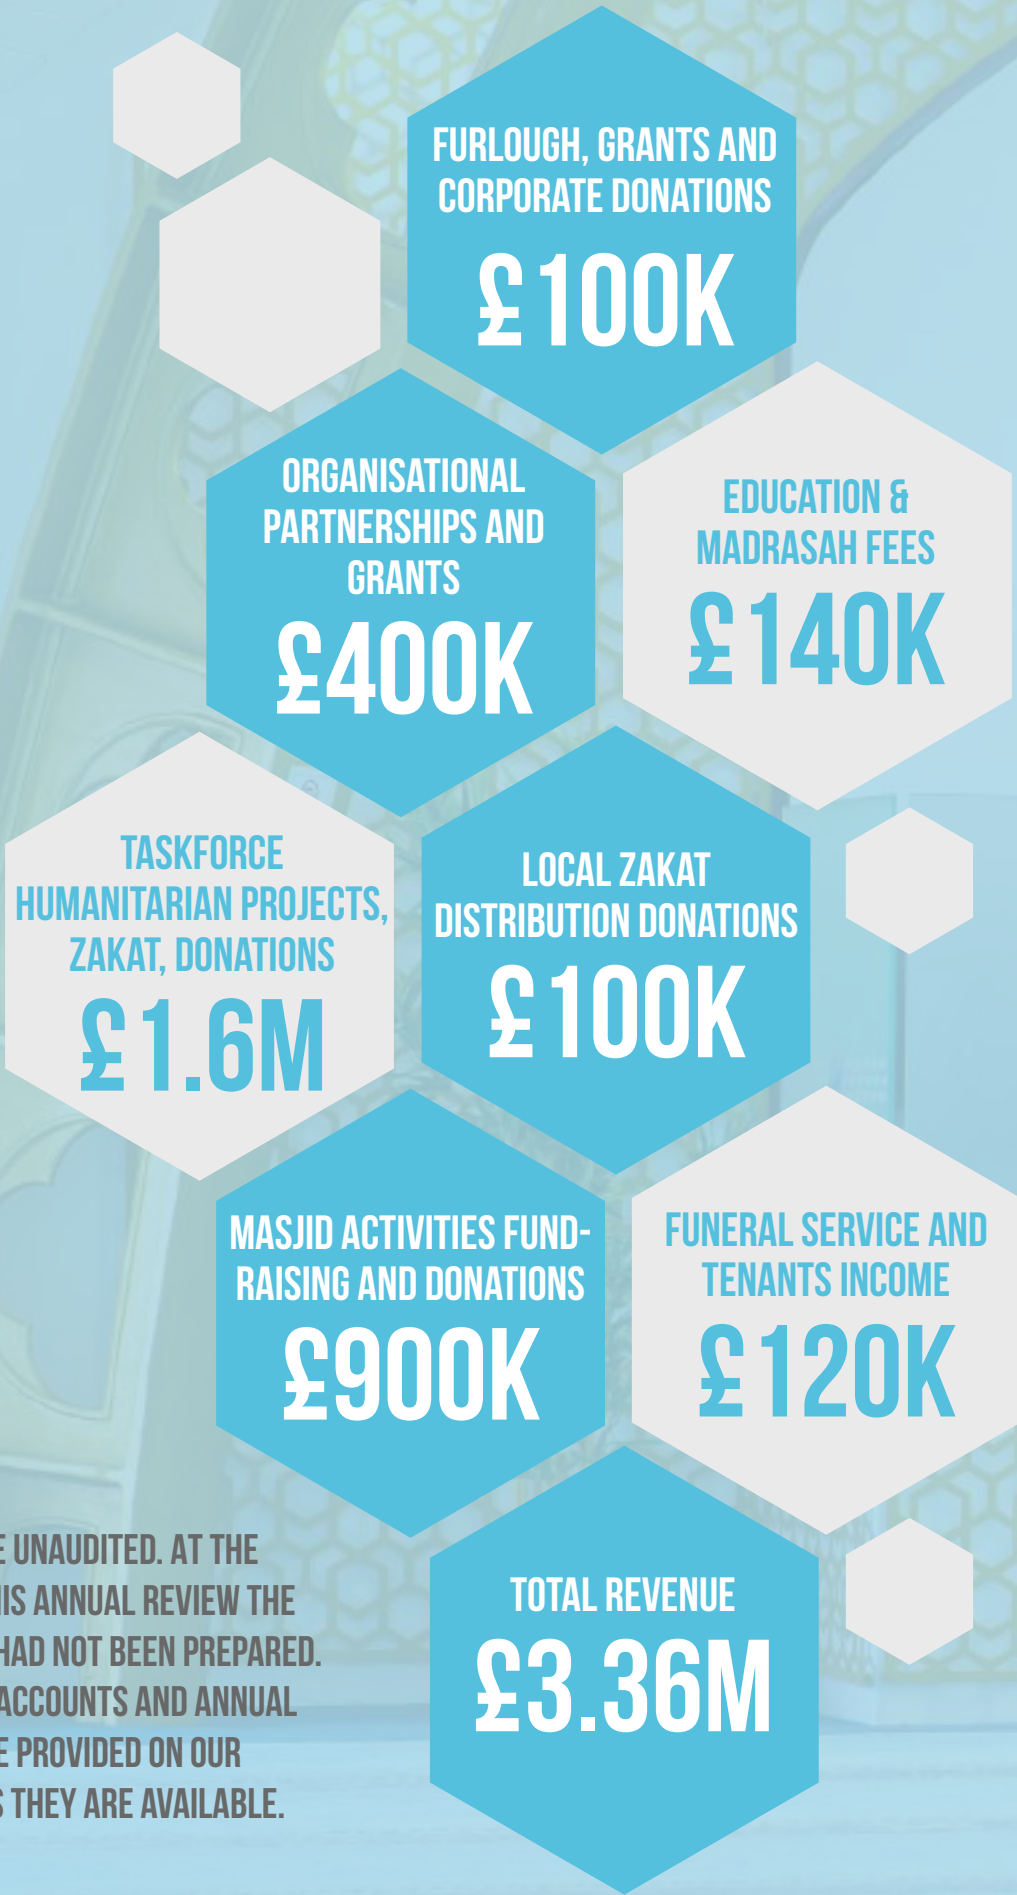 FURLOUGH, GRANTS AND
CORPORATE DONATIONS
£100K
ORGANISATIONAL
PARTNERSHIPS AND
GRANTS
£400K
EDUCATION &
MADRASAH FEES
£140K
TASKFORCE
HUMANITARIAN PROJECTS,
ZAKAT, DONATIONS
£1.6M
LOCAL ZAKAT
DISTRIBUTION DONATIONS
£100K
MASJID ACTIVITIES FUND-
RAISING AND DONATIONS
£900K
FUNERAL SERVICE AND
TENANTS INCOME
£120K
TOTAL REVENUE
£3.36M
UNAUDITED. AT THE
ANNUAL REVIEW THE
HAD NOT BEEN PREPARED.
ACCOUNTS AND ANNUAL
PROVIDED ON OUR
THEY ARE AVAILABLE.